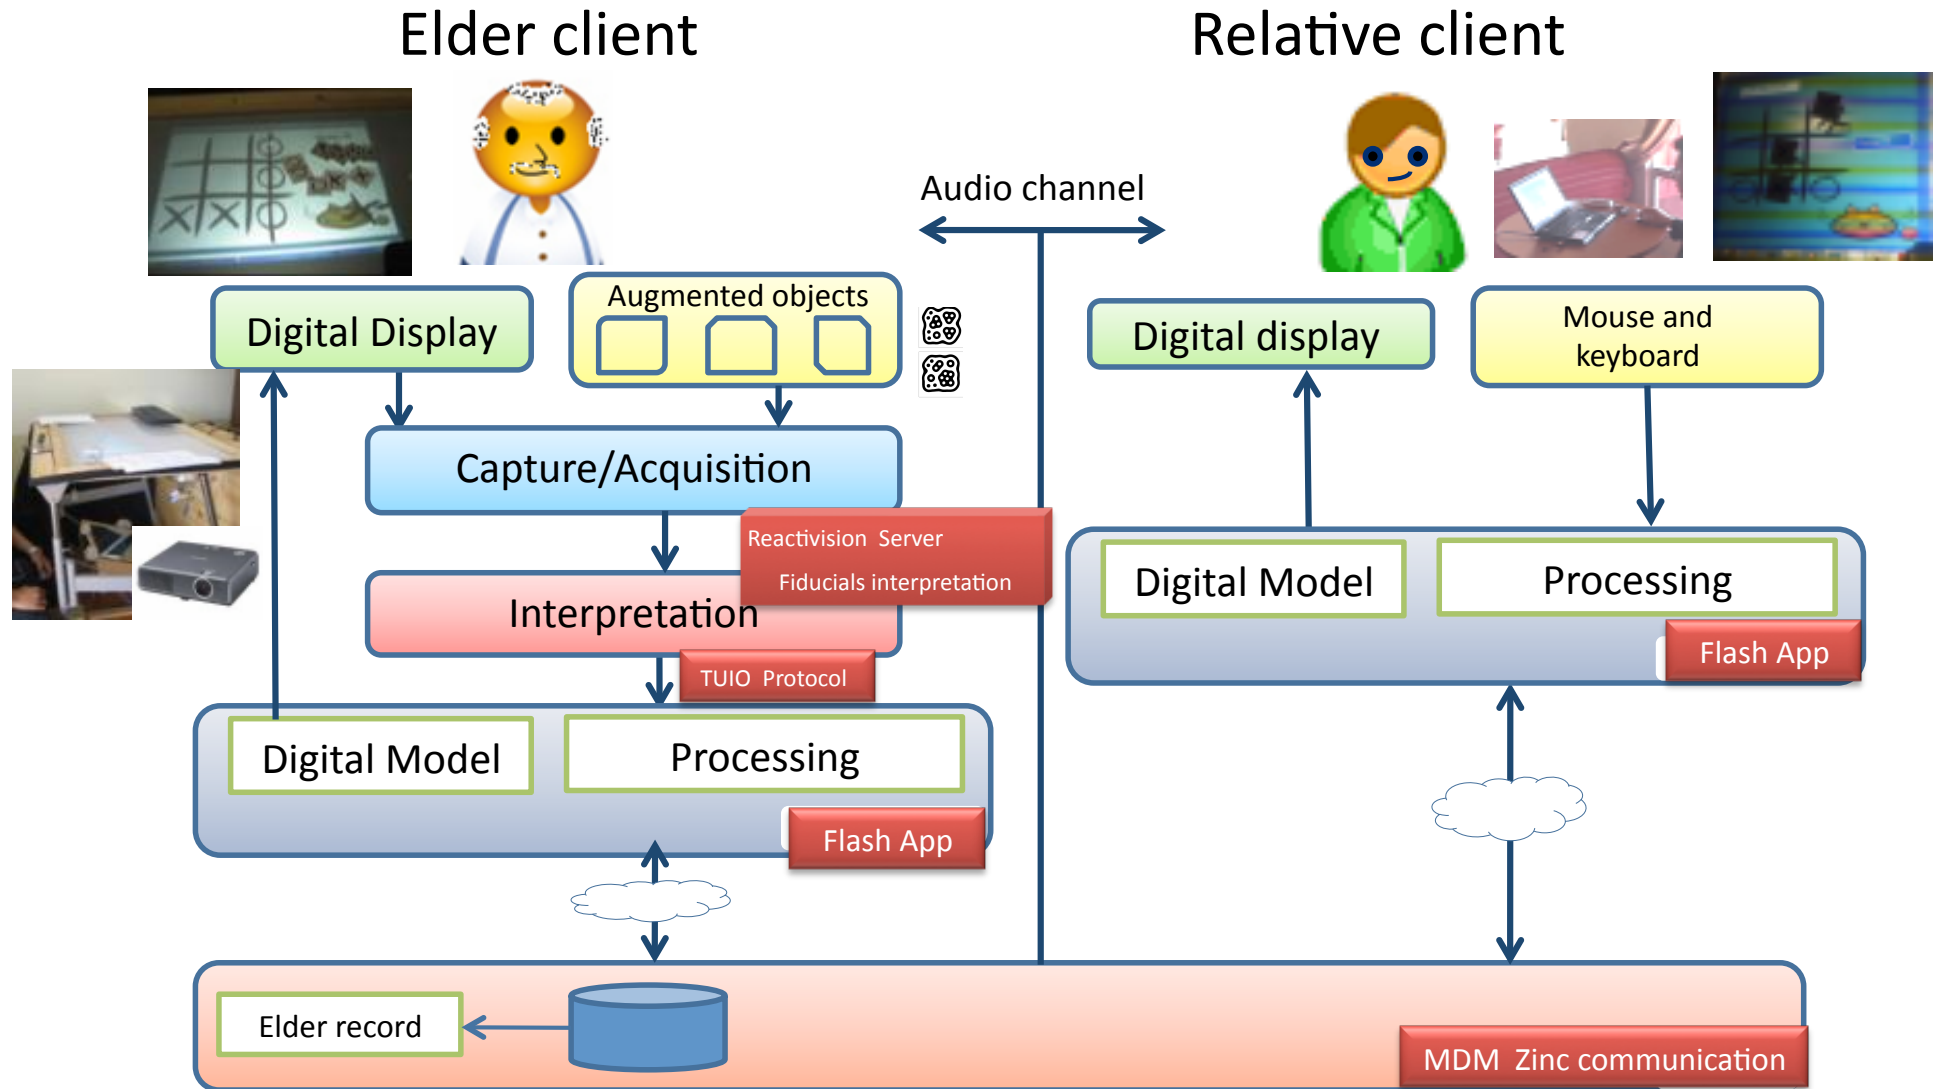 Elder client
Relative client
Audio channel
Digital Display
Augmented objects
Digital display
Mouse and
keyboard
Capture/Acquisition
Reactivision Server
Fiducials interpretation
Interpretation
TUIO Protocol
Digital Model
Processing
Flash App
Digital Model
Processing
Flash App
Elder record
MDM Zinc communication